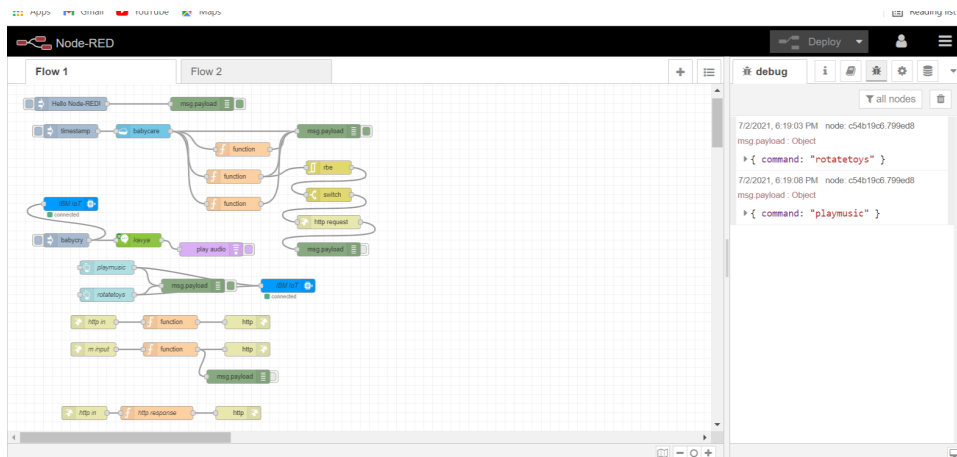 Apps Gmail YouTube Maps Reading list
Node-RED Deploy
Flow 1 Flow 2 debug i
all nodes
Hello Node-RED! msg.payload
timestamp babycare msg.payload
function
rbe
function
switch
function
IBM IoT
connected
http request
babycry kavya
play audio msg.payload
playmusic
msg.payload IBM IoT
rotatetoys
connected
http in function http
m input function http
msg.payload
http in http response http
7/2/2021, 6:19:03 PM node: c54b19c6.799ed8
msg.payload : Object
{ command: "rotatetoys" }
7/2/2021, 6:19:08 PM node: c54b19c6.799ed8
msg.payload : Object
{ command: "playmusic" }